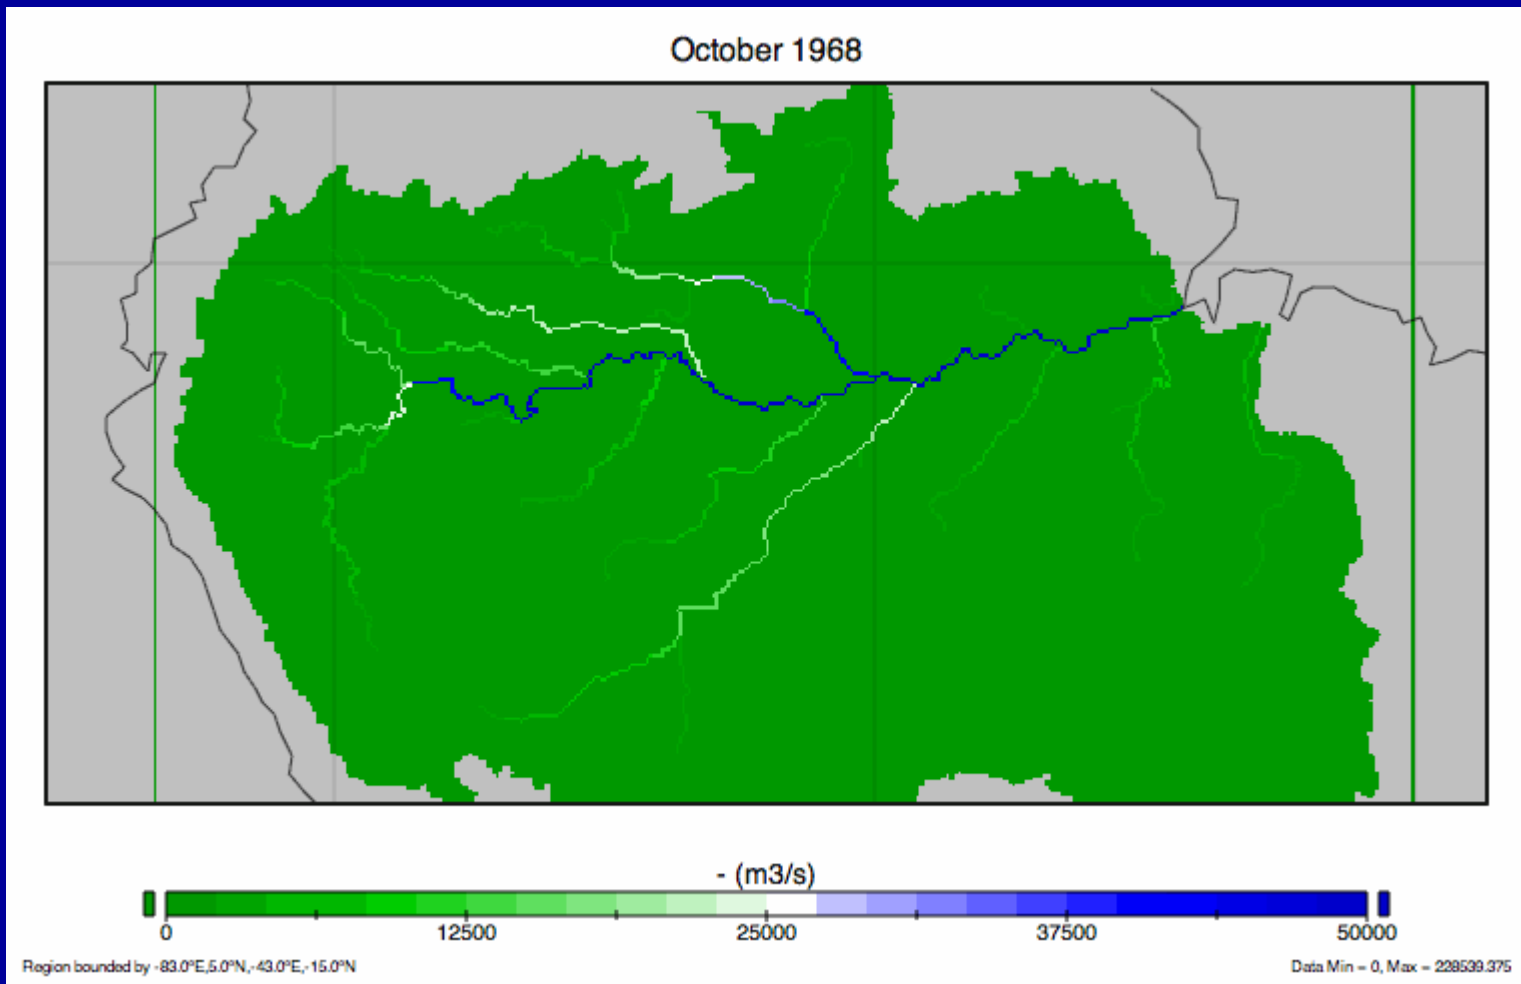 October 1968
- (m3/s)
0 12500 25000 37500 50000
Region bounded by -83.0°E,5.0°N,-43.0°E,-15.0°N
Data Min = 0, Max = 228539.375